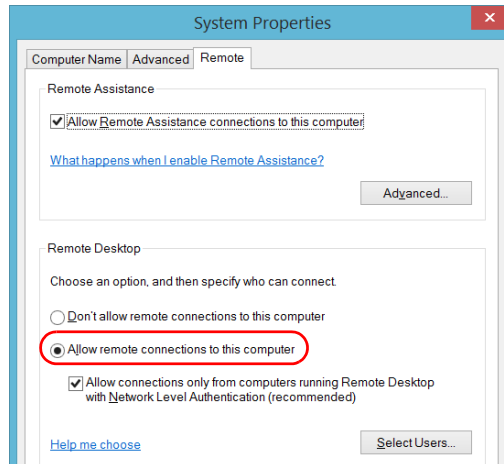 System Properties
Computer Name Advanced Remote
Remote Assistance
Allow Remote Assistance connections to this computer
What happens when I enable Remote Assistance?
Advanced...
Remote Desktop
Choose an option, and then specify who can connect.
Don't allow remote connections to this computer
Allow remote connections to this computer
Allow connections only from computers running Remote Desktop
with Network Level Authentication (recommended)
Help me choose
Select Users...